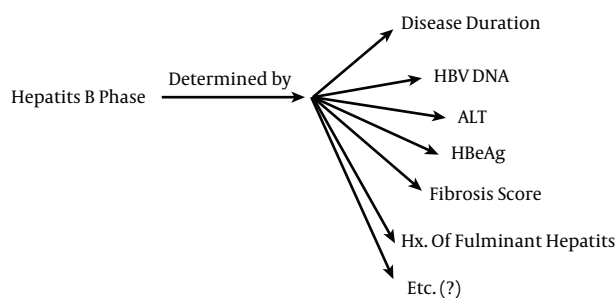 Disease Duration
Determined by
HBV DNA
Hepatits B Phase
ALT
HBeAg
Fibrosis Score
Hx. Of Fulminant Hepatits
Etc. (?)